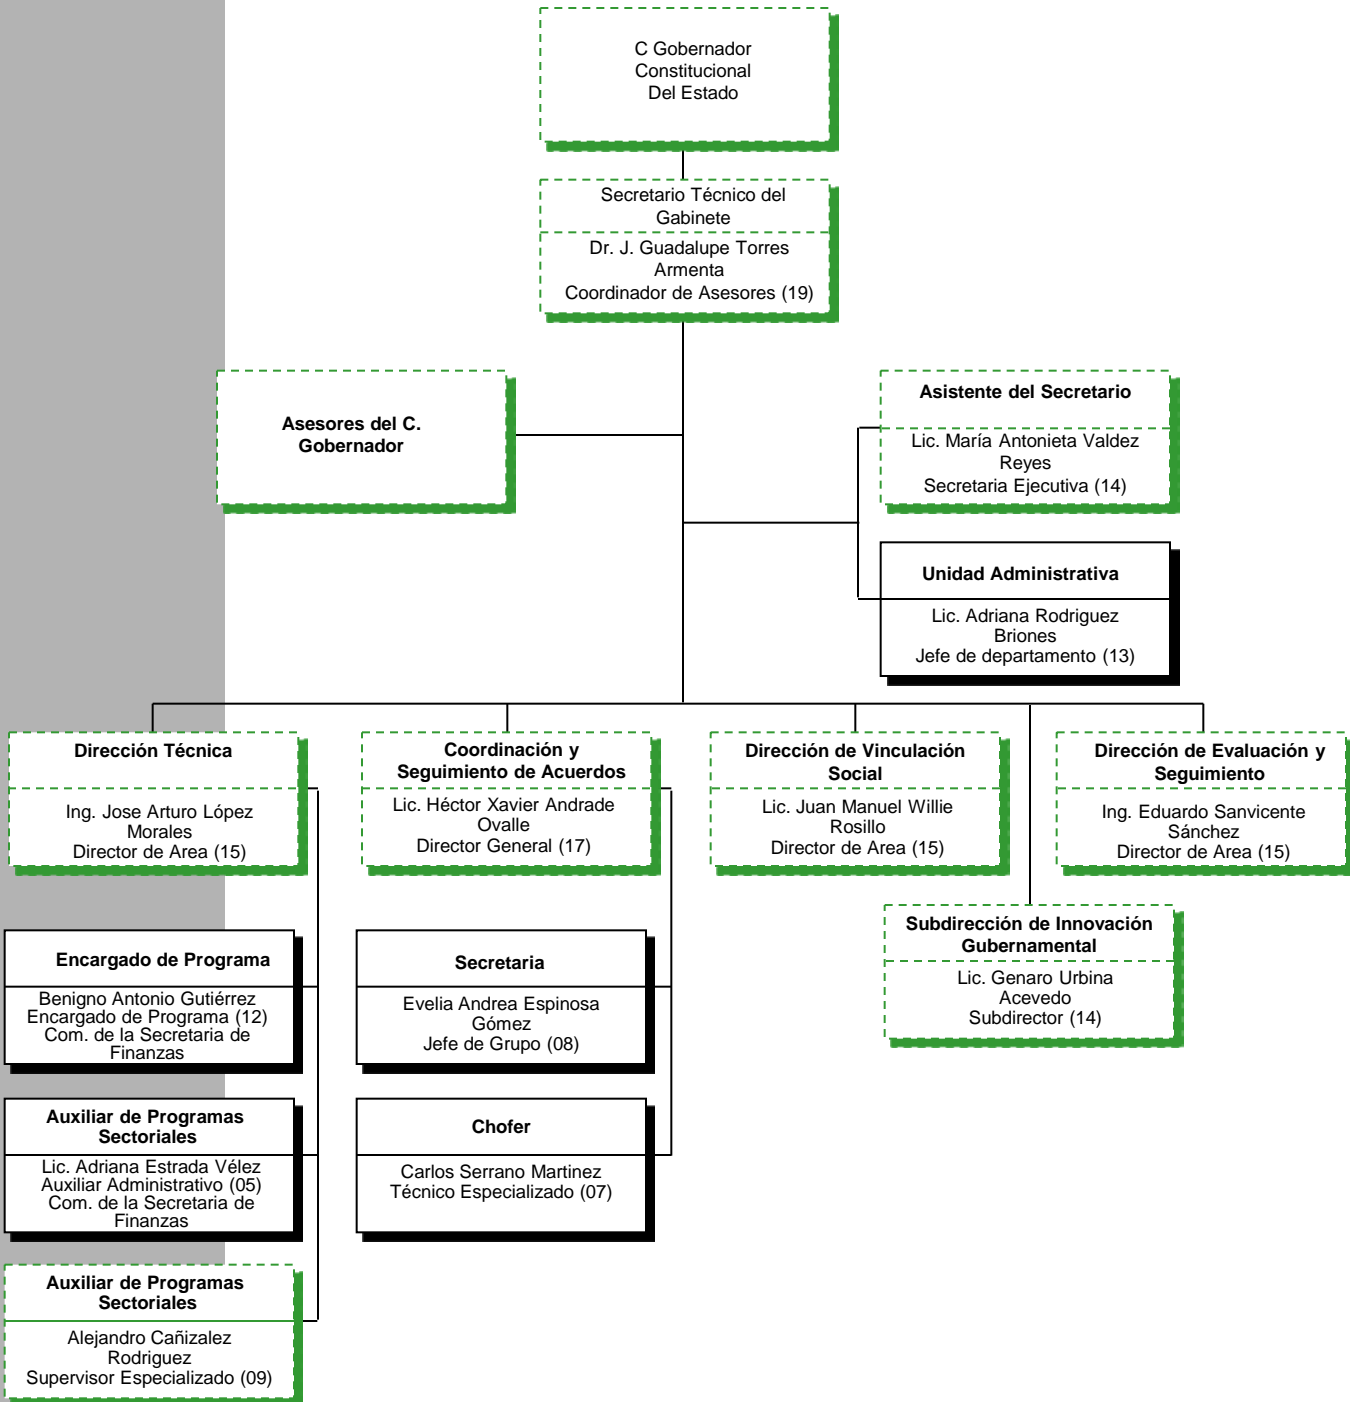 C Gobernador
Constitucional
Del Estado
Secretario Técnico del
Gabinete
Dr. J. Guadalupe Torres
Armenta
Coordinador de Asesores (19)
Asesores del C.
Gobernador
Asistente del Secretario
Lic. María Antonieta Valdez
Reyes
Secretaria Ejecutiva (14)
Unidad Administrativa
Lic. Adriana Rodriguez
Briones
Jefe de departamento (13)
Dirección Técnica
Ing. Jose Arturo López
Morales
Director de Area (15)
Coordinación y
Seguimiento de Acuerdos
Lic. Héctor Xavier Andrade
Ovalle
Director General (17)
Dirección de Vinculación
Social
Lic. Juan Manuel Willie
Rosillo
Director de Area (15)
Dirección de Evaluación y
Seguimiento
Ing. Eduardo Sanvicente
Sánchez
Director de Area (15)
Subdirección de Innovación
Gubernamental
Lic. Genaro Urbina
Acevedo
Subdirector (14)
Encargado de Programa
Benigno Antonio Gutiérrez
Encargado de Programa (12)
Com. de la Secretaria de
Finanzas
Secretaria
Evelia Andrea Espinosa
Gómez
Jefe de Grupo (08)
Auxiliar de Programas
Sectoriales
Lic. Adriana Estrada Vélez
Auxiliar Administrativo (05)
Com. de la Secretaria de
Finanzas
Chofer
Carlos Serrano Martinez
Técnico Especializado (07)
Auxiliar de Programas
Sectoriales
Alejandro Cañizalez
Rodriguez
Supervisor Especializado (09)